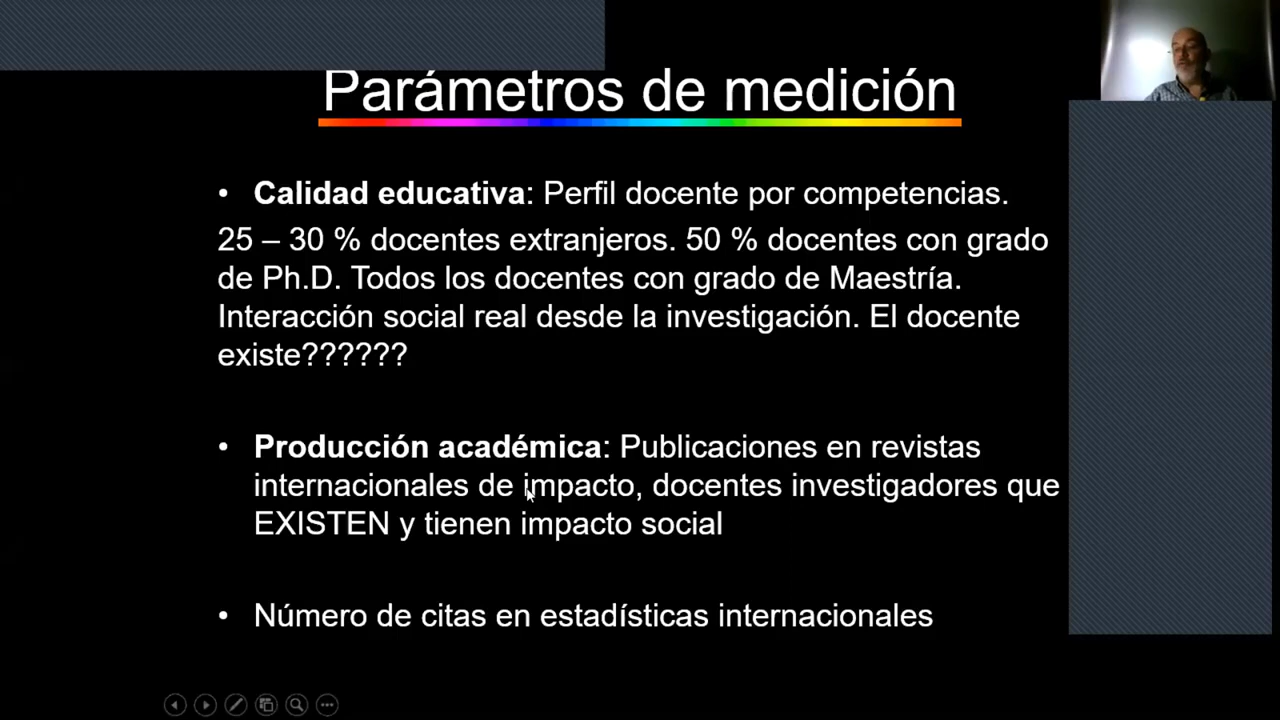 Parámetros de medición
• Calidad educativa: Perfil docente por competencias.
25 – 30 % docentes extranjeros. 50 % docentes con grado
de Ph.D. Todos los docentes con grado de Maestría.
Interacción social real desde la investigación. El docente
existe??????
• Producción académica: Publicaciones en revistas
internacionales de impacto, docentes investigadores que
EXISTEN y tienen impacto social
• Número de citas en estadísticas internacionales